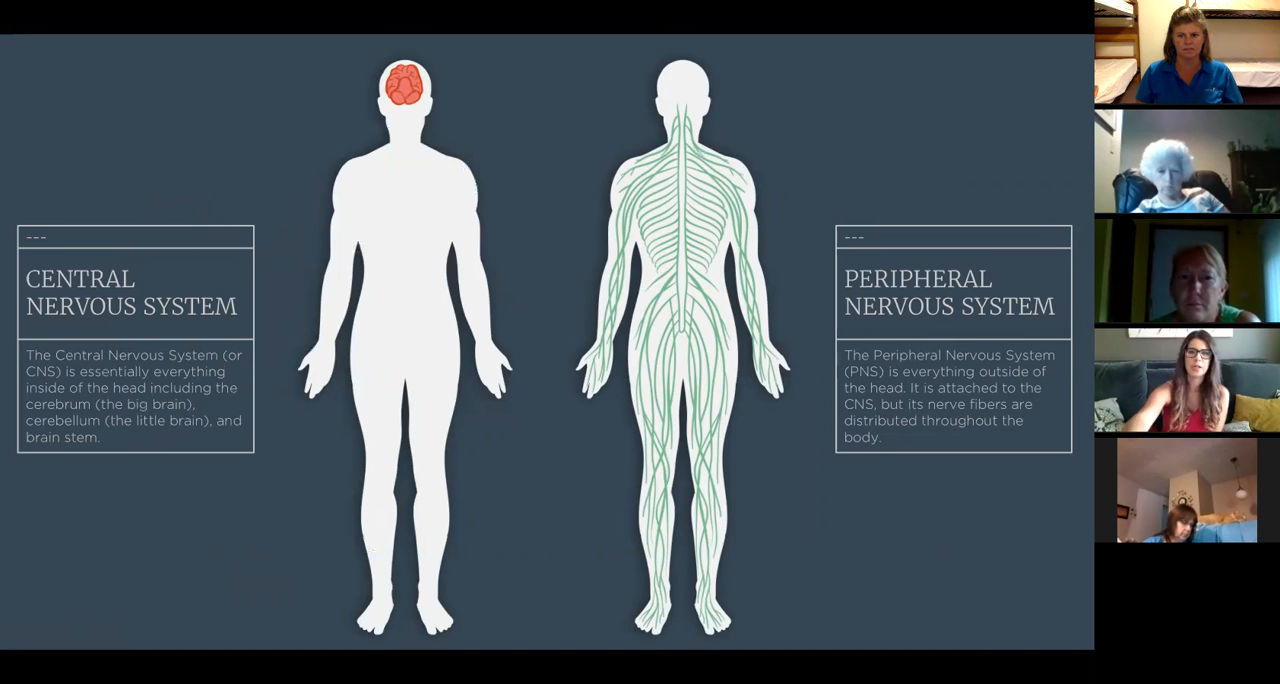 ---
CENTRAL
NERVOUS SYSTEM
The Central Nervous System (or
CNS) is essentially everything
inside of the head including the
cerebrum (the big brain),
cerebellum (the little brain), and
brain stem.
---
PERIPHERAL
NERVOUS SYSTEM
The Peripheral Nervous System
(PNS) is everything outside of
the head. It is attached to the
CNS, but its nerve fibers are
distributed throughout the
body.